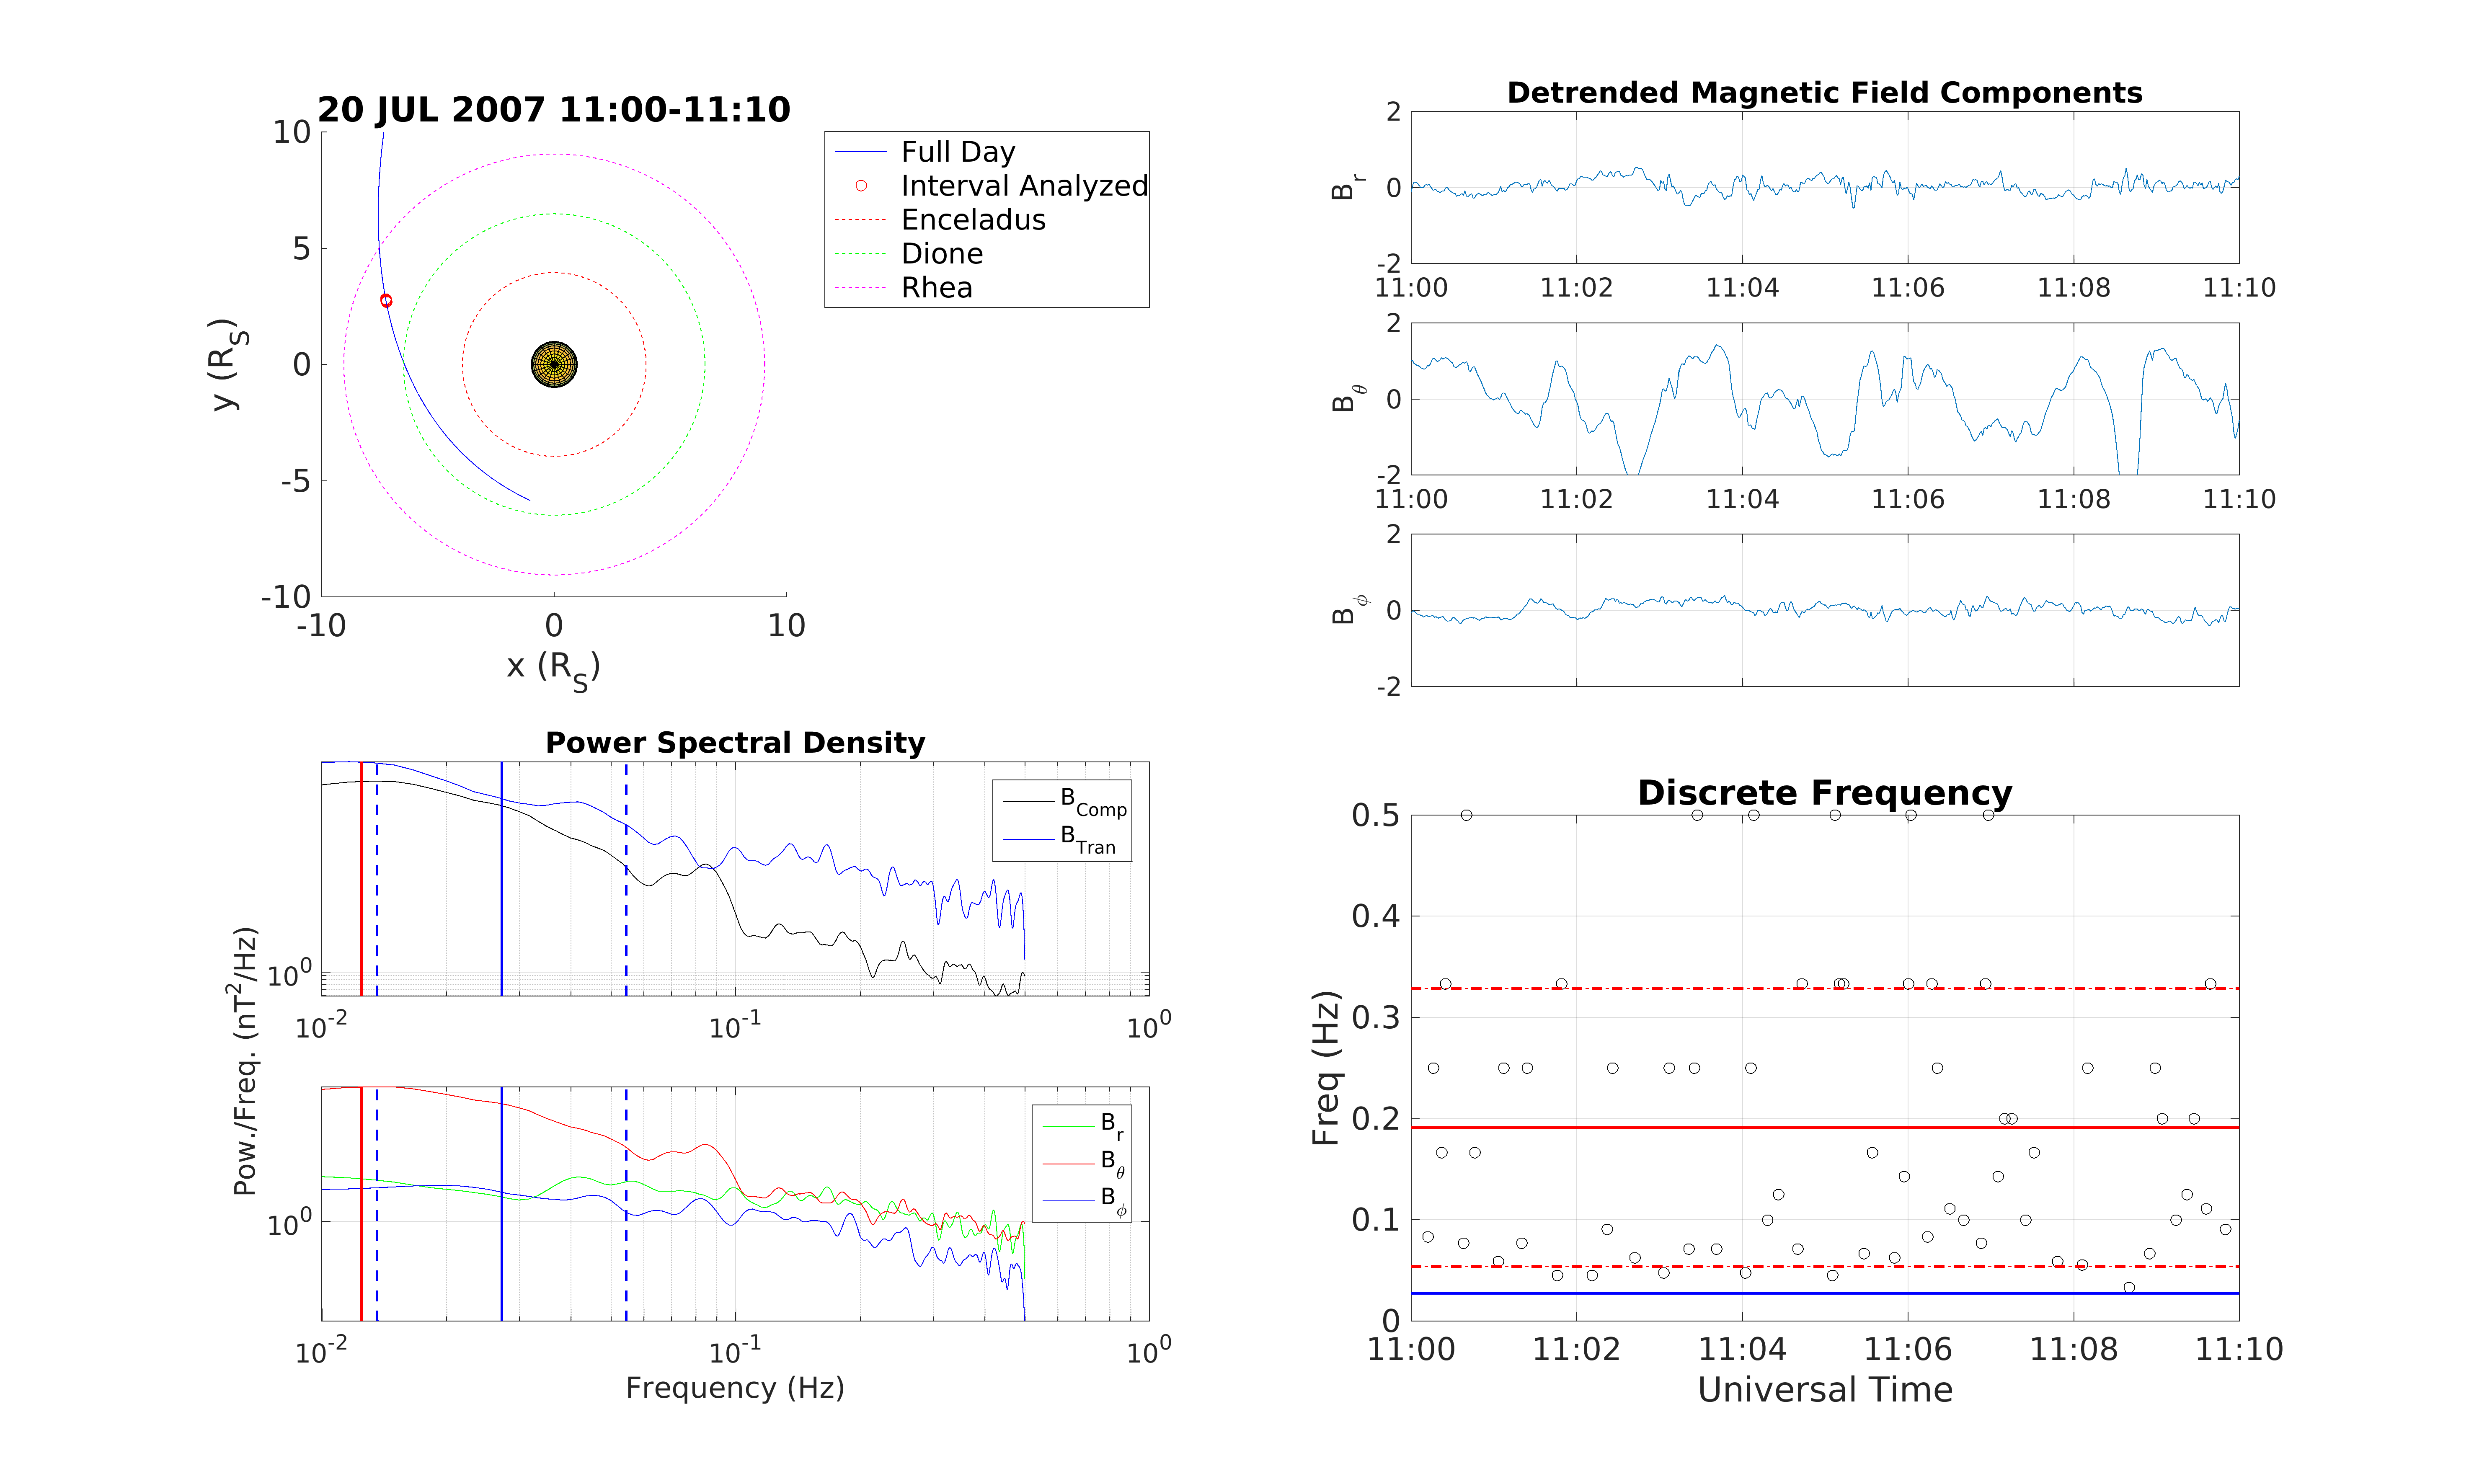 20 JUL 2007 11:00-11:10
10
5
0
-5
-10
y (R_S)
-10 0 10
x (R_S)
Full Day
Interval Analyzed
Enceladus
Dione
Rhea
Detrended Magnetic Field Components
2
0
-2
B_r
11:00 11:02 11:04 11:06 11:08 11:10
2
0
-2
B_θ
11:00 11:02 11:04 11:06 11:08 11:10
2
0
-2
B_ϕ
Power Spectral Density
B_Comp
B_Tran
10^0
10^-2 10^-1 10^0
Pow./Freq. (nT^2/Hz)
B_r
B_θ
B_ϕ
10^0
10^-2 10^-1 10^0
Frequency (Hz)
Discrete Frequency
0.5
0.4
0.3
0.2
0.1
0
Freq (Hz)
11:00 11:02 11:04 11:06 11:08 11:10
Universal Time